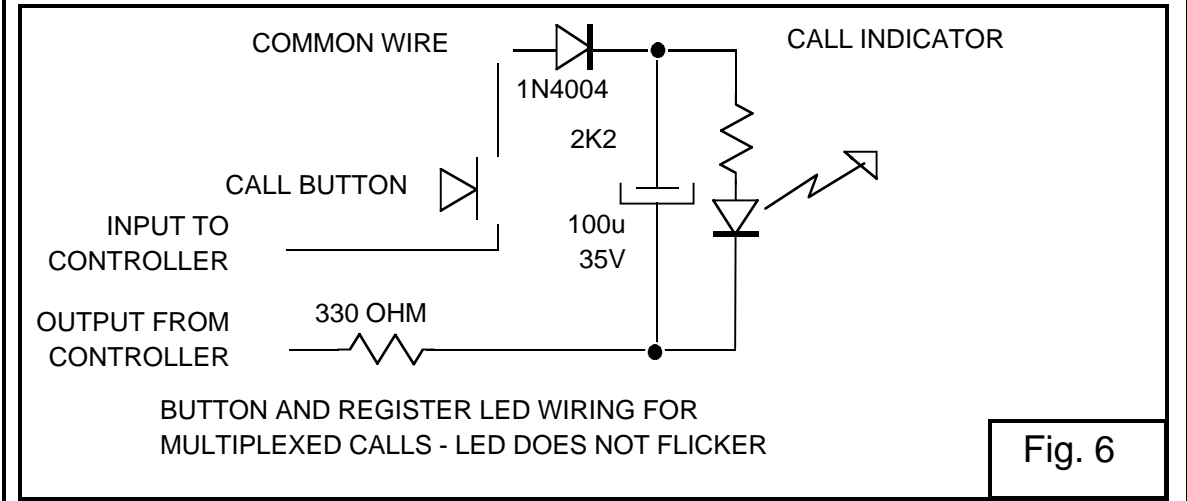 COMMON WIRE
CALL INDICATOR
1N4004
2K2
CALL BUTTON
INPUT TO
CONTROLLER
100u
35V
OUTPUT FROM
CONTROLLER
330 OHM
BUTTON AND REGISTER LED WIRING FOR
MULTIPLEXED CALLS - LED DOES NOT FLICKER
Fig. 6